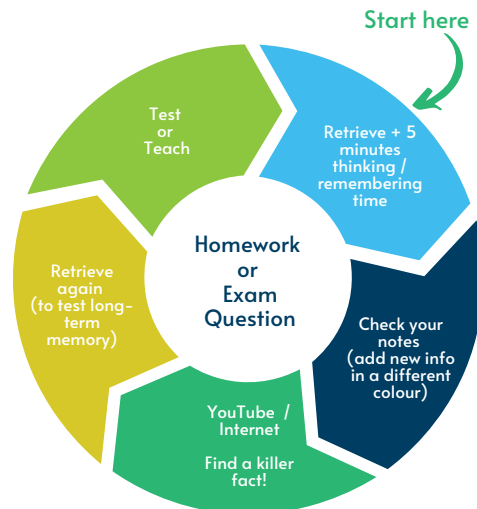 Start here
Retrieve + 5
minutes
thinking /
remembering
time
Check your
notes
(add new info
in a different
colour)
YouTube /
Internet
Find a killer
fact!
Retrieve
again
(to test long-
term
memory)
Test
or
Teach
Homework
or
Exam
Question